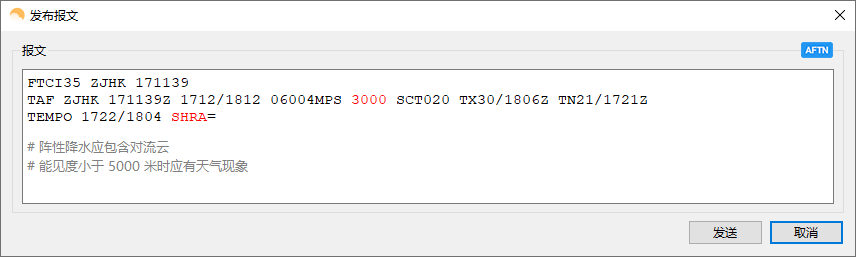 发布报文
报文
AFTN
FTCI35 ZJHK 171139
TAF ZJHK 171139Z 1712/1812 06004MPS 3000 SCT020 TX30/1806Z TN21/1721Z
TEMPO 1722/1804 SHRA=
# 阵性降水应包含对流云
# 能见度小于 5000 米时应有天气现象
发送
取消